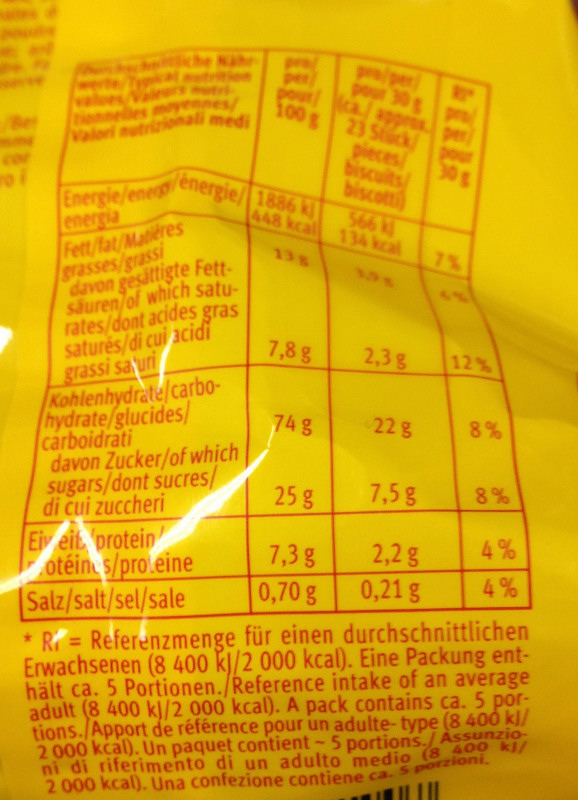 Durchschnittliche Nähr-
werte/Typical nutrition
values/Valeurs nutri-
tionnelles moyennes/
Valori nutrizionali medi
pro/
per/
pour/
100 g
pro/per/
pour 30 g
(ca./approx.
23 Stück/
pieces/
biscuits/
biscotti)
RI*
pro/
per/
pour
30 g
Energie/energy/énergie/
energia
1886 kJ
448 kcal
566 kJ
134 kcal
7 %
Fett/fat/Matières
grasses/grassi
13 g
3,9 g
6 %
davon gesättigte Fett-
säuren/of which satu-
rates/dont acides gras
saturés/di cui acidi
grassi saturi
7,8 g
2,3 g
12 %
Kohlenhydrate/carbo-
hydrate/glucides/
carboidrati
74 g
22 g
8 %
davon Zucker/of which
sugars/dont sucres/
di cui zuccheri
25 g
7,5 g
8 %
Eiweiß/protein/
protéines/proteine
7,3 g
2,2 g
4 %
Salz/salt/sel/sale
0,70 g
0,21 g
4 %
* RI = Referenzmenge für einen durchschnittlichen
Erwachsenen (8 400 kJ/2 000 kcal). Eine Packung ent-
hält ca. 5 Portionen./Reference intake of an average
adult (8 400 kJ/2 000 kcal). A pack contains ca. 5 por-
tions./Apport de référence pour un adulte- type (8 400 kJ/
2 000 kcal). Un paquet contient ~ 5 portions./ Assunzio-
ni di riferimento di un adulto medio (8 400 kJ/
2 000 kcal). Una confezione contiene ca. 5 porzioni.